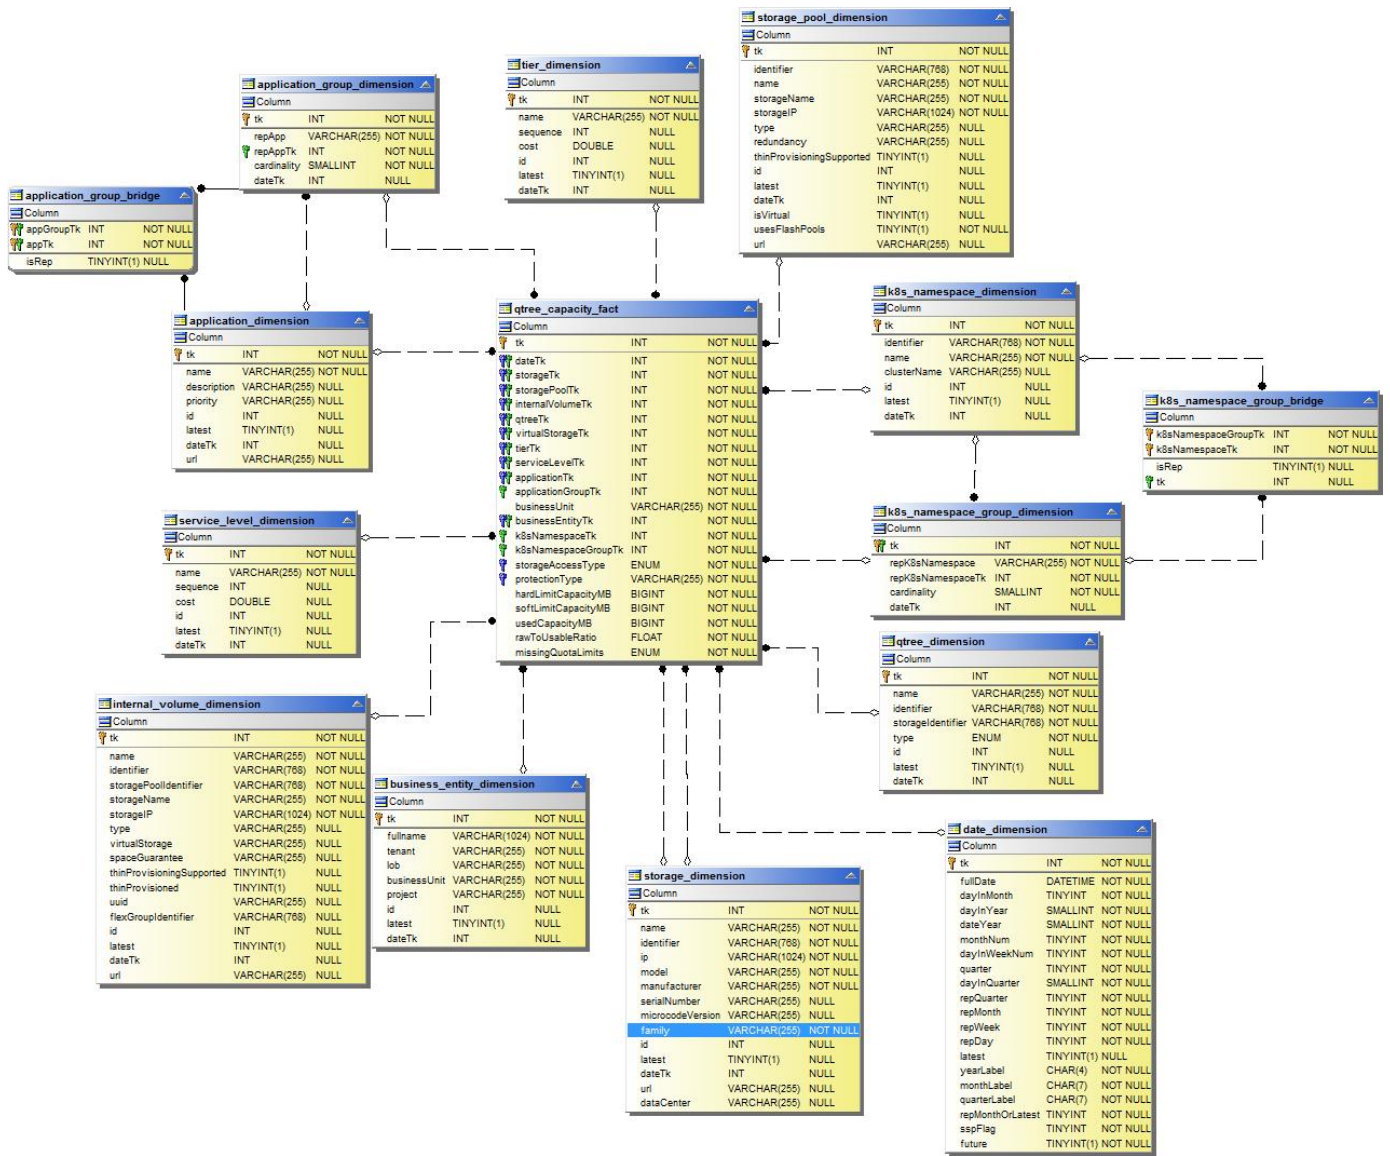 storage_pool_dimension
Column
tk INT NOT NULL
identifier VARCHAR(768) NOT NULL
name VARCHAR(255) NOT NULL
storageName VARCHAR(255) NOT NULL
storageIP VARCHAR(1024) NOT NULL
type VARCHAR(255) NULL
redundancy VARCHAR(255) NULL
thinProvisioningSupported TINYINT(1) NULL
id INT NULL
latest TINYINT(1) NULL
dateTk INT NULL
isVirtual TINYINT(1) NULL
usesFlashPools TINYINT(1) NOT NULL
url VARCHAR(255) NULL
tier_dimension
Column
tk INT NOT NULL
name VARCHAR(255) NOT NULL
sequence INT NULL
cost DOUBLE NULL
id INT NULL
latest TINYINT(1) NULL
dateTk INT NULL
application_group_dimension
Column
tk INT NOT NULL
repApp VARCHAR(255) NOT NULL
repAppTk INT NOT NULL
cardinality SMALLINT NOT NULL
dateTk INT NULL
application_group_bridge
Column
appGroupTk INT NOT NULL
appTk INT NOT NULL
isRep TINYINT(1) NULL
application_dimension
Column
tk INT NOT NULL
name VARCHAR(255) NOT NULL
description VARCHAR(255) NULL
priority VARCHAR(255) NULL
id INT NULL
latest TINYINT(1) NULL
dateTk INT NULL
url VARCHAR(255) NULL
qtree_capacity_fact
Column
tk INT NOT NULL
dateTk INT NOT NULL
storageTk INT NOT NULL
storagePoolTk INT NOT NULL
internalVolumeTk INT NOT NULL
qtreeTk INT NOT NULL
virtualStorageTk INT NOT NULL
tierTk INT NOT NULL
serviceLevelTk INT NOT NULL
applicationTk INT NOT NULL
applicationGroupTk INT NOT NULL
businessUnit VARCHAR(255) NOT NULL
businessEntityTk INT NOT NULL
k8sNamespaceTk INT NOT NULL
k8sNamespaceGroupTk INT NOT NULL
storageAccessType ENUM NOT NULL
protectionType VARCHAR(255) NOT NULL
hardLimitCapacityMB BIGINT NOT NULL
softLimitCapacityMB BIGINT NOT NULL
usedCapacityMB BIGINT NOT NULL
rawToUsableRatio FLOAT NOT NULL
missingQuotaLimits ENUM NOT NULL
k8s_namespace_dimension
Column
tk INT NOT NULL
identifier VARCHAR(768) NOT NULL
name VARCHAR(255) NOT NULL
clusterName VARCHAR(255) NULL
id INT NULL
latest TINYINT(1) NULL
dateTk INT NULL
k8s_namespace_group_bridge
Column
k8sNamespaceGroupTk INT NOT NULL
k8sNamespaceTk INT NOT NULL
isRep TINYINT(1) NULL
tk INT NOT NULL
k8s_namespace_group_dimension
Column
tk INT NOT NULL
repK8sNamespace VARCHAR(255) NOT NULL
repK8sNamespaceTk INT NOT NULL
cardinality SMALLINT NOT NULL
dateTk INT NULL
service_level_dimension
Column
tk INT NOT NULL
name VARCHAR(255) NOT NULL
sequence INT NULL
cost DOUBLE NULL
id INT NULL
latest TINYINT(1) NULL
dateTk INT NULL
qtree_dimension
Column
tk INT NOT NULL
name VARCHAR(255) NOT NULL
identifier VARCHAR(768) NOT NULL
storageIdentifier VARCHAR(768) NOT NULL
type ENUM NOT NULL
id INT NULL
latest TINYINT(1) NULL
dateTk INT NULL
internal_volume_dimension
Column
tk INT NOT NULL
name VARCHAR(255) NOT NULL
identifier VARCHAR(768) NOT NULL
storagePoolIdentifier VARCHAR(768) NOT NULL
storageName VARCHAR(255) NOT NULL
storageIP VARCHAR(1024) NOT NULL
type VARCHAR(255) NULL
virtualStorage VARCHAR(255) NULL
spaceGuarantee VARCHAR(255) NULL
thinProvisioningSupported TINYINT(1) NULL
thinProvisioned TINYINT(1) NULL
uuid VARCHAR(255) NULL
flexGroupIdentifier VARCHAR(768) NULL
id INT NULL
latest TINYINT(1) NULL
dateTk INT NULL
url VARCHAR(255) NULL
business_entity_dimension
Column
tk INT NOT NULL
fullname VARCHAR(1024) NOT NULL
tenant VARCHAR(255) NOT NULL
lob VARCHAR(255) NOT NULL
businessUnit VARCHAR(255) NOT NULL
project VARCHAR(255) NOT NULL
id INT NULL
latest TINYINT(1) NULL
dateTk INT NULL
storage_dimension
Column
tk INT NOT NULL
name VARCHAR(255) NOT NULL
identifier VARCHAR(768) NOT NULL
ip VARCHAR(1024) NOT NULL
model VARCHAR(255) NOT NULL
manufacturer VARCHAR(255) NOT NULL
serialNumber VARCHAR(255) NULL
microcodeVersion VARCHAR(255) NULL
family VARCHAR(255) NOT NULL
id INT NULL
latest TINYINT(1) NULL
dateTk INT NULL
url VARCHAR(255) NULL
dataCenter VARCHAR(255) NULL
date_dimension
Column
tk INT NOT NULL
fullDate DATETIME NOT NULL
dayInMonth TINYINT NOT NULL
dayInYear SMALLINT NOT NULL
dateYear SMALLINT NOT NULL
monthNum TINYINT NOT NULL
dayInWeekNum TINYINT NOT NULL
quarter TINYINT NOT NULL
dayInQuarter SMALLINT NOT NULL
repQuarter TINYINT NOT NULL
repMonth TINYINT NOT NULL
repWeek TINYINT NOT NULL
repDay TINYINT NOT NULL
latest TINYINT(1) NULL
yearLabel CHAR(4) NOT NULL
monthLabel CHAR(7) NOT NULL
quarterLabel CHAR(7) NOT NULL
repMonthOrLatest TINYINT NOT NULL
sspFlag TINYINT NOT NULL
future TINYINT(1) NOT NULL